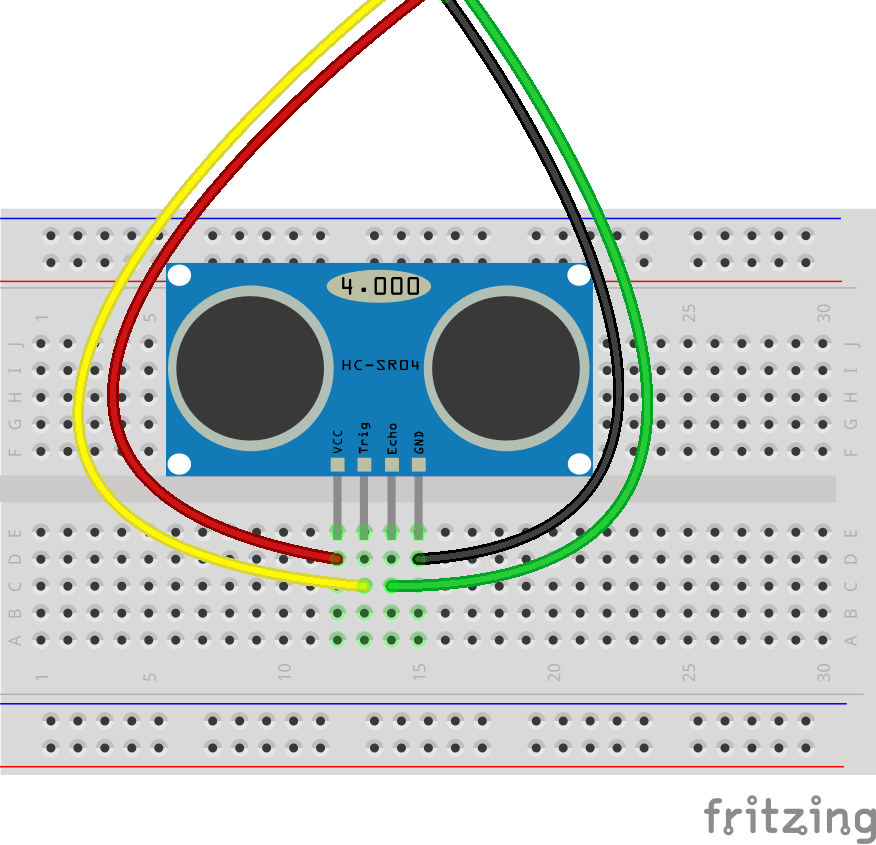 4.000
HC-SR04
VCC Trig Echo GND
1 5 25 30
J J
I I
H H
G G
F F
E E
D D
C C
B B
A A
1 5 10 15 20 25 30
fritzing